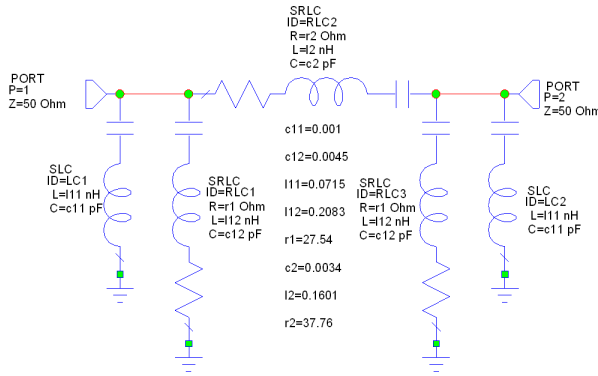 SRLC
ID=RLC2
R=r2 Ohm
L=l2 nH
C=c2 pF
PORT
P=1
Z=50 Ohm
PORT
P=2
Z=50 Ohm
SLC
ID=LC1
L=l11 nH
C=c11 pF
SRLC
ID=RLC1
R=r1 Ohm
L=l12 nH
C=c12 pF
c11=0.001
c12=0.0045
l11=0.0715
l12=0.2083
r1=27.54
c2=0.0034
l2=0.1601
r2=37.76
SRLC
ID=RLC3
R=r1 Ohm
L=l12 nH
C=c12 pF
SLC
ID=LC2
L=l11 nH
C=c11 pF